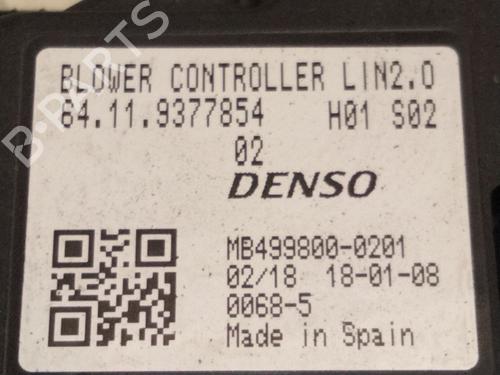 BLOWER CONTROLLER LIN2.0
64.11.9377854 H01 S02
02
DENSO
MB499800-0201
02/18 18-01-08
0068-5
Made in Spain
B-PARTS